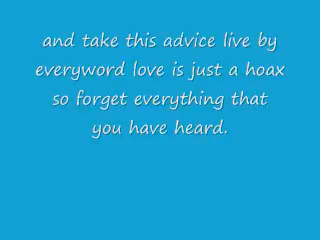 and take this advice live by
everyword love is just a hoax
so forget everything that
you have heard.